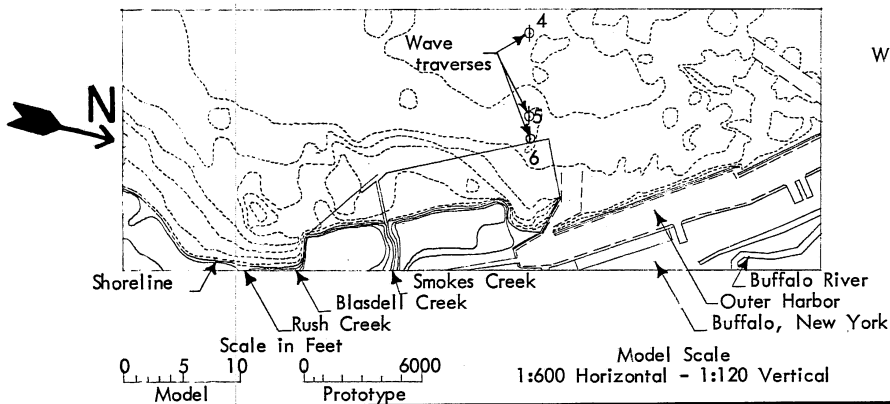 4
Wave
traverses
W
N
5
6
Shoreline
Smokes Creek
Buffalo River
Blasdell Creek
Outer Harbor
Rush Creek
Buffalo, New York
Scale in Feet
0 5 10 0 6000
Model Prototype
Model Scale
1:600 Horizontal - 1:120 Vertical